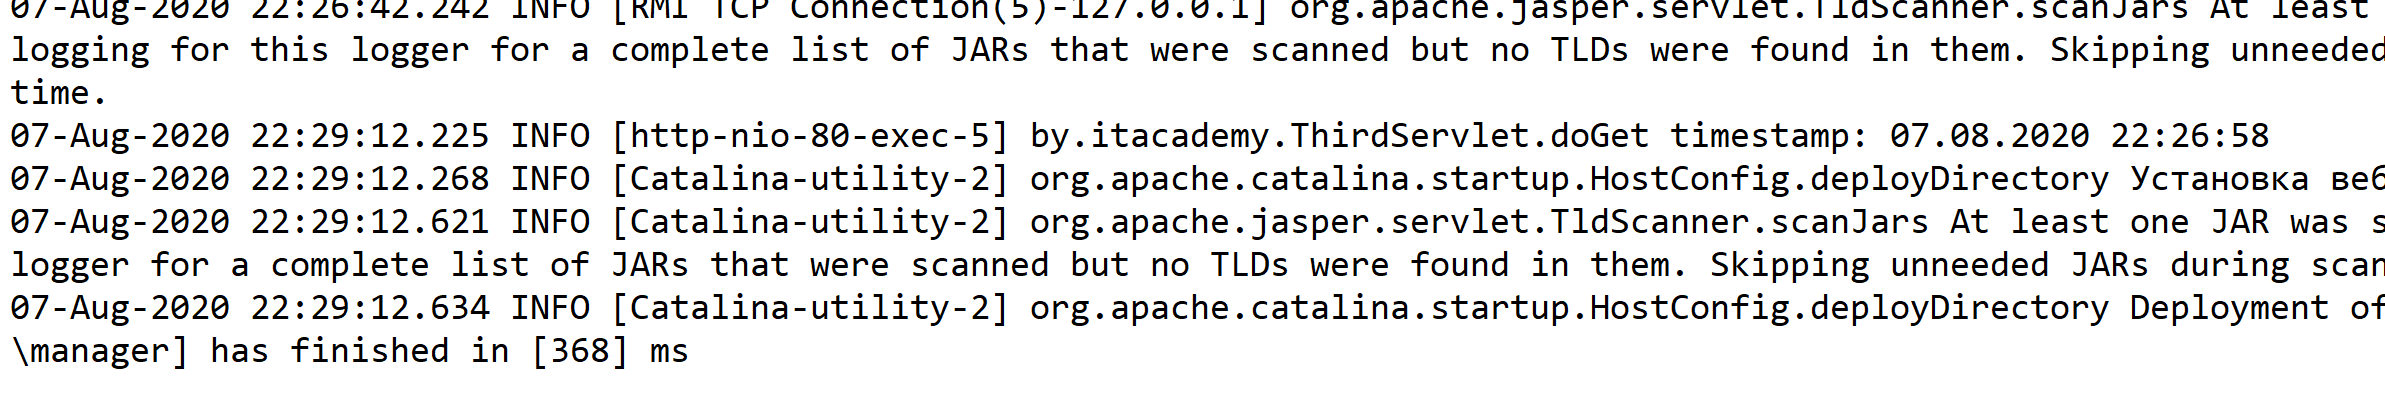 07-Aug-2020 22:26:42.242 INFO [RMI TCP Connection(5)-127.0.0.1] org.apache.jasper.servlet.TldScanner.scanJars At least
logging for this logger for a complete list of JARs that were scanned but no TLDs were found in them. Skipping unneeded
time.
07-Aug-2020 22:29:12.225 INFO [http-nio-80-exec-5] by.itacademy.ThirdServlet.doGet timestamp: 07.08.2020 22:26:58
07-Aug-2020 22:29:12.268 INFO [Catalina-utility-2] org.apache.catalina.startup.HostConfig.deployDirectory Установка веб
07-Aug-2020 22:29:12.621 INFO [Catalina-utility-2] org.apache.jasper.servlet.TldScanner.scanJars At least one JAR was s
logger for a complete list of JARs that were scanned but no TLDs were found in them. Skipping unneeded JARs during scan
07-Aug-2020 22:29:12.634 INFO [Catalina-utility-2] org.apache.catalina.startup.HostConfig.deployDirectory Deployment of
\manager] has finished in [368] ms